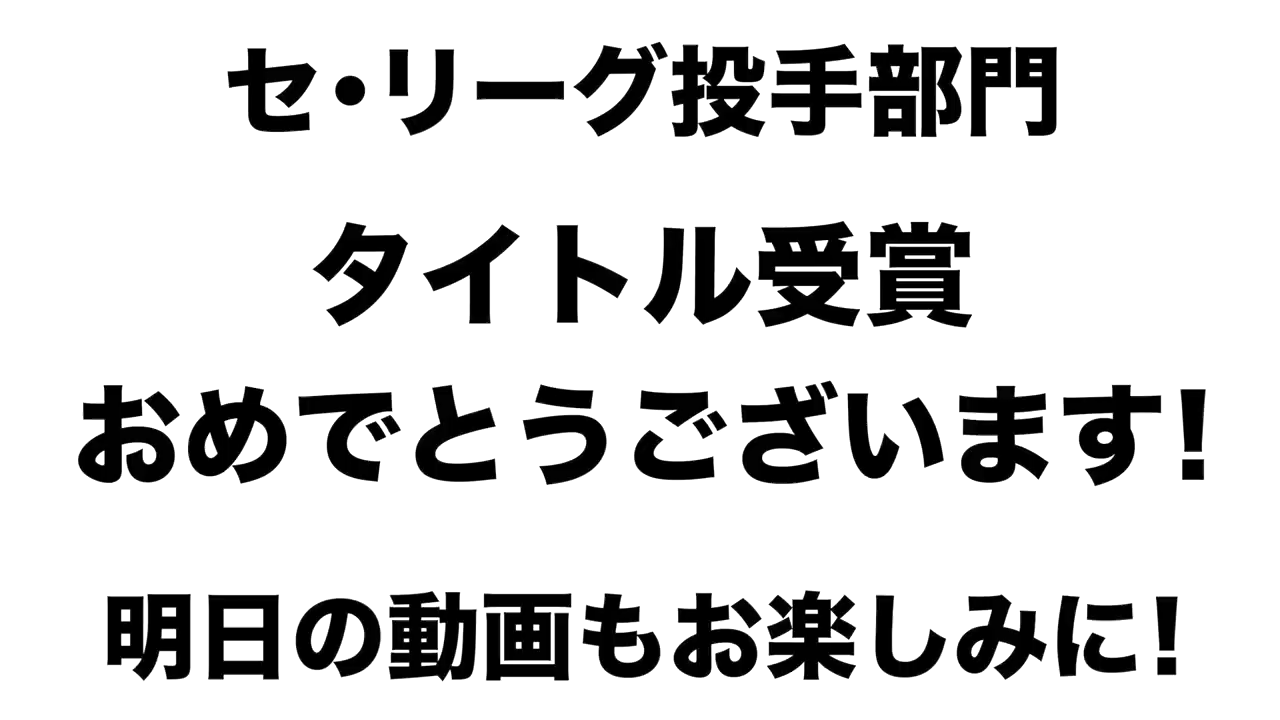 セ・リーグ投手部門
タイトル受賞
おめでとうございます!
明日の動画もお楽しみに!